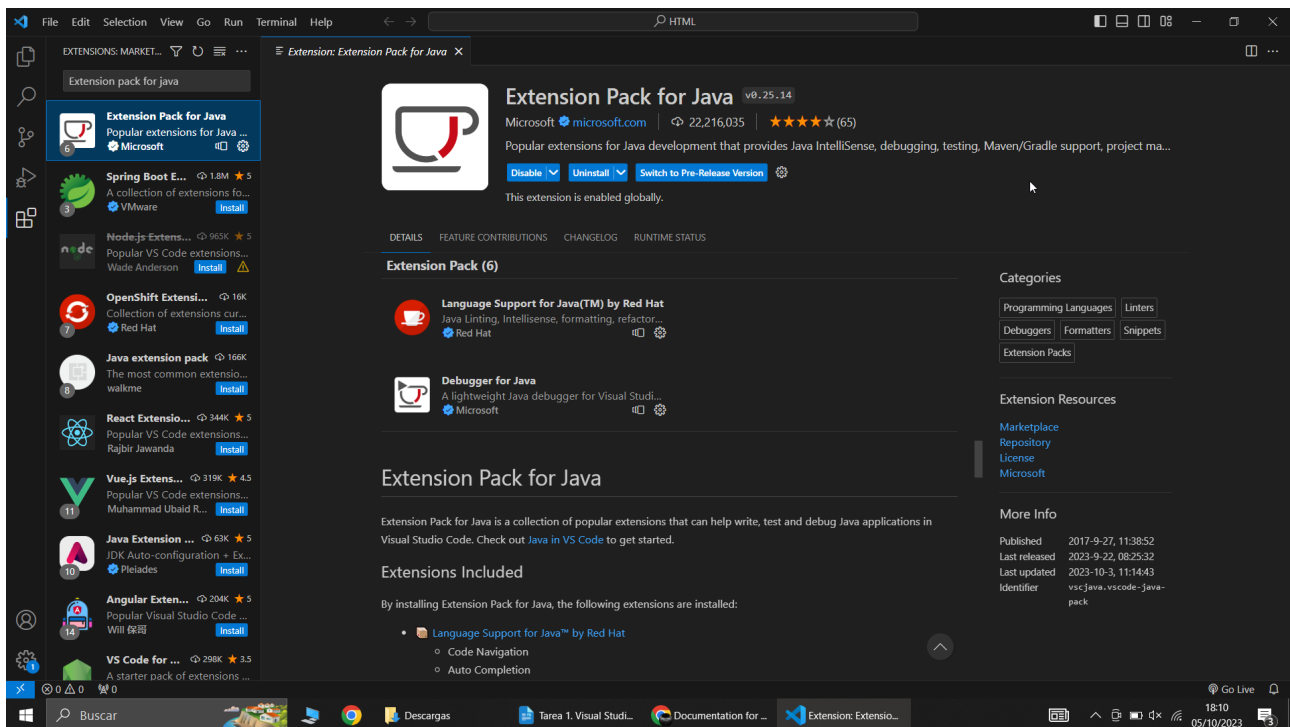 File Edit Selection View Go Run Terminal Help
HTML
EXTENSIONS: MARKET...
Extension pack for java
Extension Pack for Java
Popular extensions for Java ...
Microsoft
6
Spring Boot E... 1.8M ★ 5
A collection of extensions fo...
VMware Install
3
Node.js Extens... 965K ★ 5
Popular VS Code extensions...
Wade Anderson Install
node
OpenShift Extensi... 16K
Collection of extensions cur...
Red Hat Install
7
Java extension pack 166K
The most common extensio...
walkme Install
8
React Extensio... 344K ★ 5
Popular VS Code extensions...
Rajbir Jawanda Install
Vue.js Extens... 319K ★ 4.5
Popular VS Code extensions...
Muhammad Ubaid R... Install
11
Java Extension ... 63K ★ 5
JDK Auto-configuration + Ex...
Pleiades Install
10
Angular Exten... 204K ★ 5
Popular Visual Studio Code ...
Will 保哥 Install
14
VS Code for ... 298K ★ 3.5
A starter pack of extensions ...
1
Extension: Extension Pack for Java
Extension Pack for Java v0.25.14
Microsoft microsoft.com 22,216,035 ★★★★☆ (65)
Popular extensions for Java development that provides Java IntelliSense, debugging, testing, Maven/Gradle support, project ma...
Disable Uninstall Switch to Pre-Release Version
This extension is enabled globally.
DETAILS FEATURE CONTRIBUTIONS CHANGELOG RUNTIME STATUS
Extension Pack (6)
Language Support for Java(TM) by Red Hat
Java Linting, Intellisense, formatting, refactor...
Red Hat
Debugger for Java
A lightweight Java debugger for Visual Studi...
Microsoft
Extension Pack for Java
Extension Pack for Java is a collection of popular extensions that can help write, test and debug Java applications in
Visual Studio Code. Check out Java in VS Code to get started.
Extensions Included
By installing Extension Pack for Java, the following extensions are installed:
• Language Support for Java™ by Red Hat
Code Navigation
Auto Completion
Categories
Programming Languages Linters
Debuggers Formatters Snippets
Extension Packs
Extension Resources
Marketplace
Repository
License
Microsoft
More Info
Published 2017-9-27, 11:38:52
Last released 2023-9-22, 08:25:32
Last updated 2023-10-3, 11:14:43
Identifier vscjava.vscode-java-
pack
0 0 0
Go Live
Buscar
Descargas
Tarea 1. Visual Studi...
Documentation for ...
Extension: Extensio...
18:10
05/10/2023
3